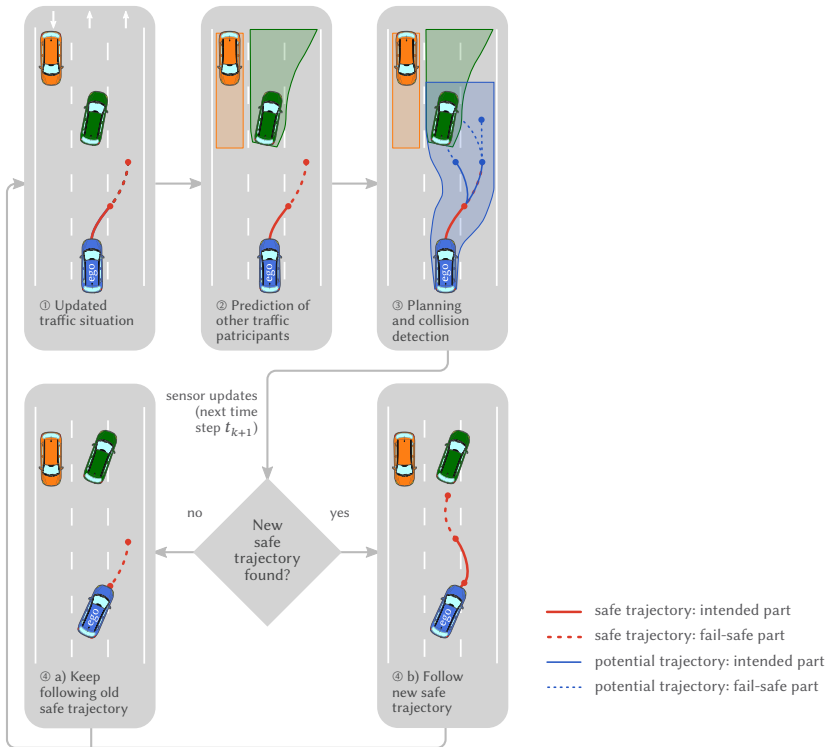 ego
① Updated
traffic situation
ego
② Prediction of
other traffic
patricipants
ego
③ Planning
and collision
detection
sensor updates
(next time
step tₖ₊₁)
no
yes
New
safe
trajectory
found?
ego
④ a) Keep
following old
safe trajectory
ego
④ b) Follow
new safe
trajectory
safe trajectory: intended part
safe trajectory: fail-safe part
potential trajectory: intended part
potential trajectory: fail-safe part